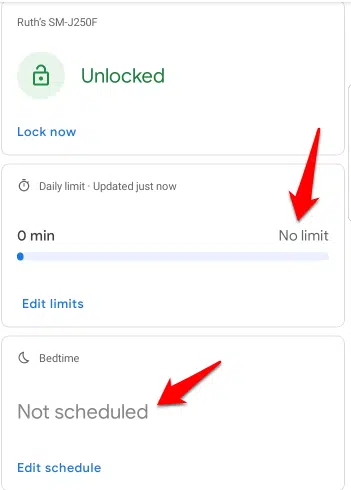 Ruth's SM-J250F
Unlocked
Lock now
Daily limit · Updated just now
0 min No limit
Edit limits
Bedtime
Not scheduled
Edit schedule